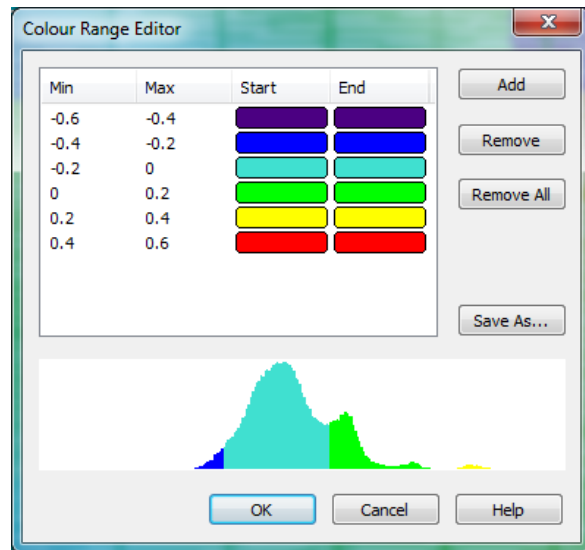 Colour Range Editor
Min Max Start End
-0.6 -0.4
-0.4 -0.2
-0.2 0
0 0.2
0.2 0.4
0.4 0.6
Add
Remove
Remove All
Save As...
OK Cancel Help